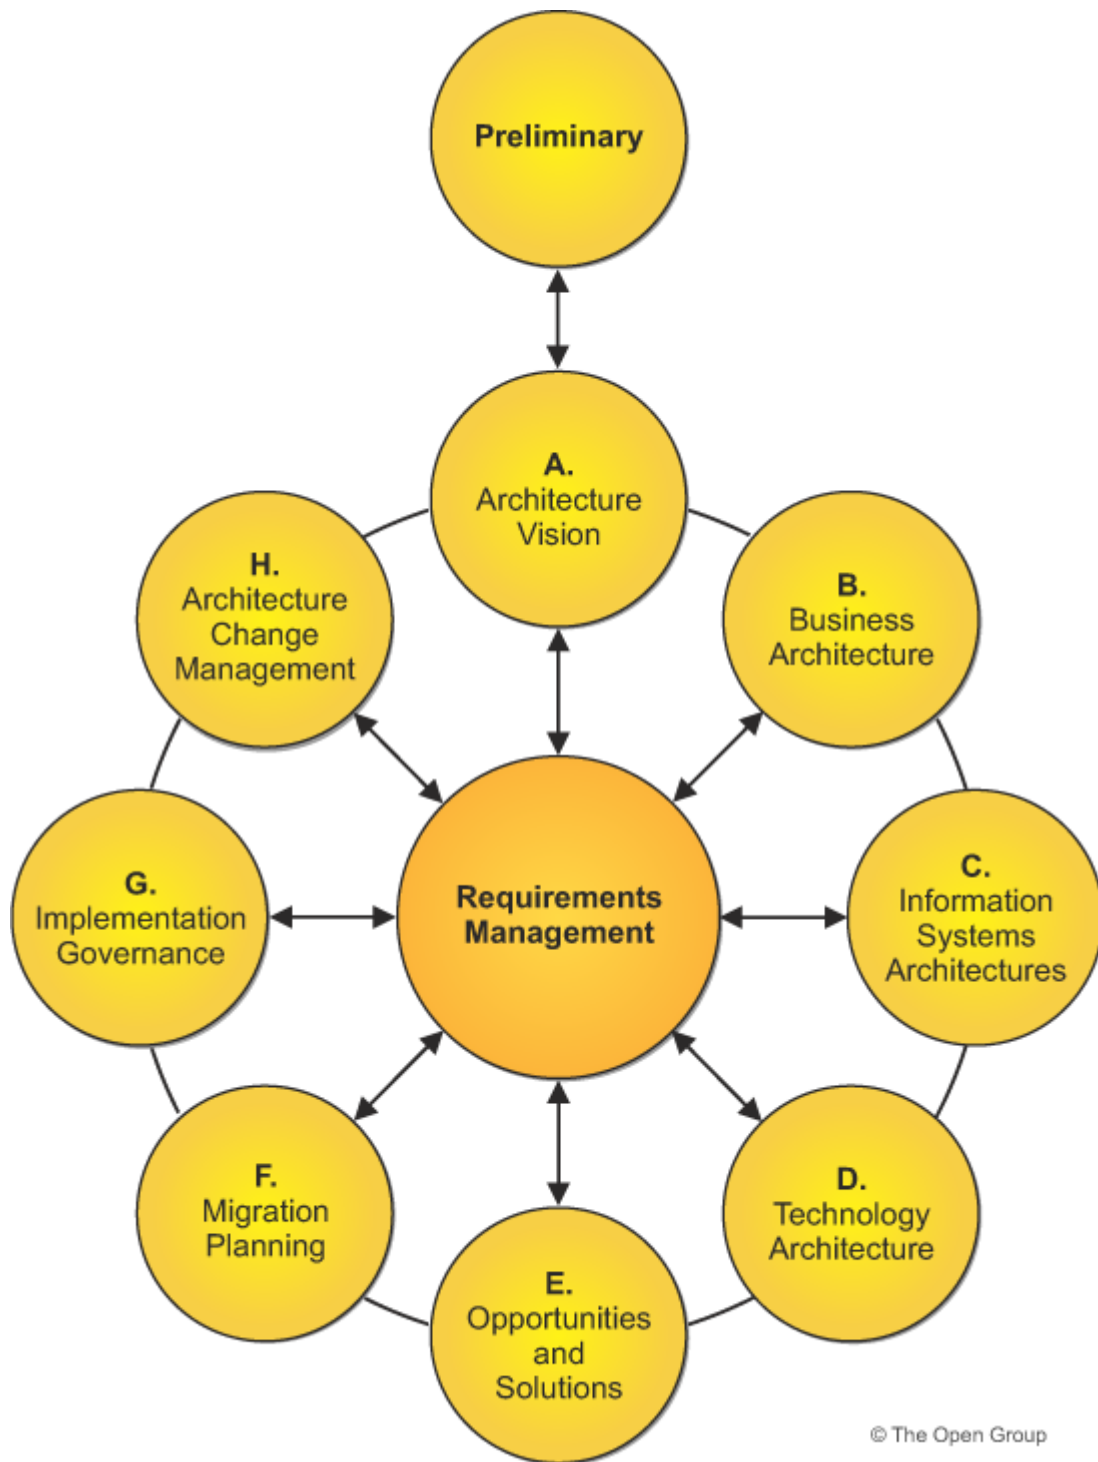 Preliminary
A.
Architecture
Vision
B.
Business
Architecture
C.
Information
Systems
Architectures
D.
Technology
Architecture
E.
Opportunities
and
Solutions
F.
Migration
Planning
G.
Implementation
Governance
H.
Architecture
Change
Management
Requirements
Management
© The Open Group